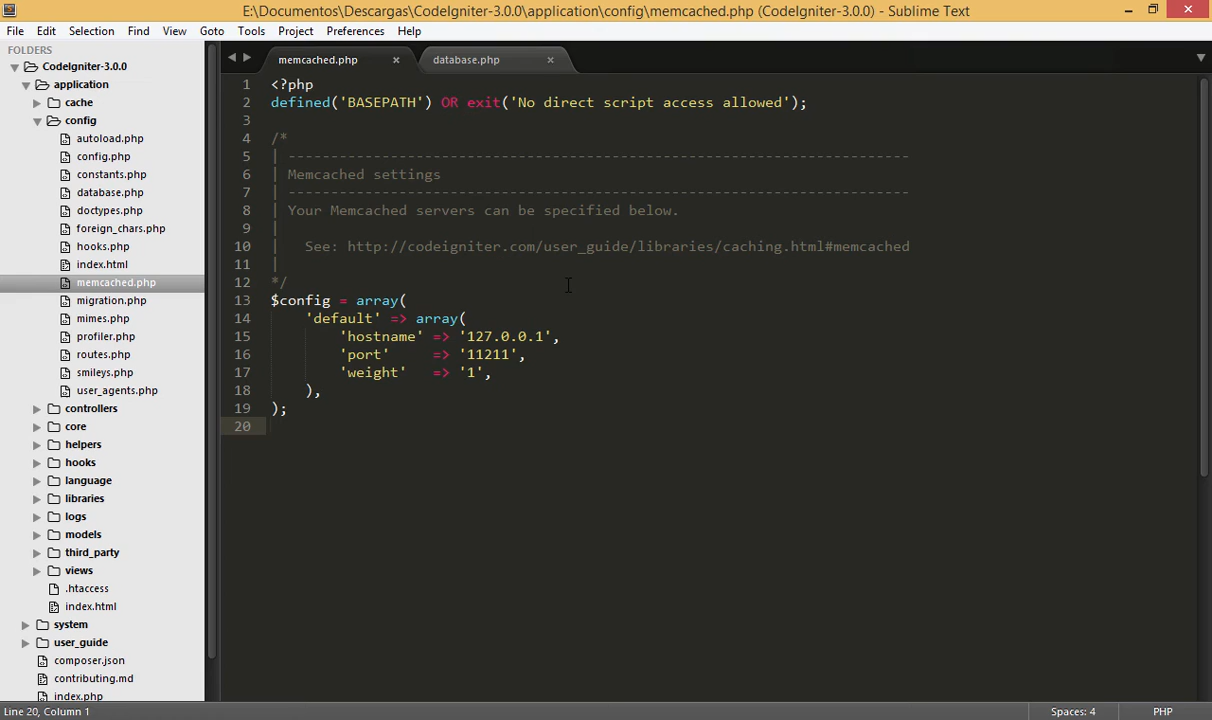 E:\Documentos\Descargas\CodeIgniter-3.0.0\application\config\memcached.php (CodeIgniter-3.0.0) - Sublime Text
File Edit Selection Find View Goto Tools Project Preferences Help
FOLDERS
CodeIgniter-3.0.0
application
cache
config
autoload.php
config.php
constants.php
database.php
doctypes.php
foreign_chars.php
hooks.php
index.html
memcached.php
migration.php
mimes.php
profiler.php
routes.php
smileys.php
user_agents.php
controllers
core
helpers
hooks
language
libraries
logs
models
third_party
views
.htaccess
index.html
system
user_guide
composer.json
contributing.md
index.php
memcached.php × database.php ×
1 <?php
2 defined('BASEPATH') OR exit('No direct script access allowed');
3
4 /*
5 | -------------------------------------------------------------------------
6 | Memcached settings
7 | -------------------------------------------------------------------------
8 | Your Memcached servers can be specified below.
9 |
10 |   See: http://codeigniter.com/user_guide/libraries/caching.html#memcached
11 |
12 */
13 $config = array(
14     'default' => array(
15         'hostname' => '127.0.0.1',
16         'port'     => '11211',
17         'weight'   => '1',
18     ),
19 );
20
Line 20, Column 1 Spaces: 4 PHP